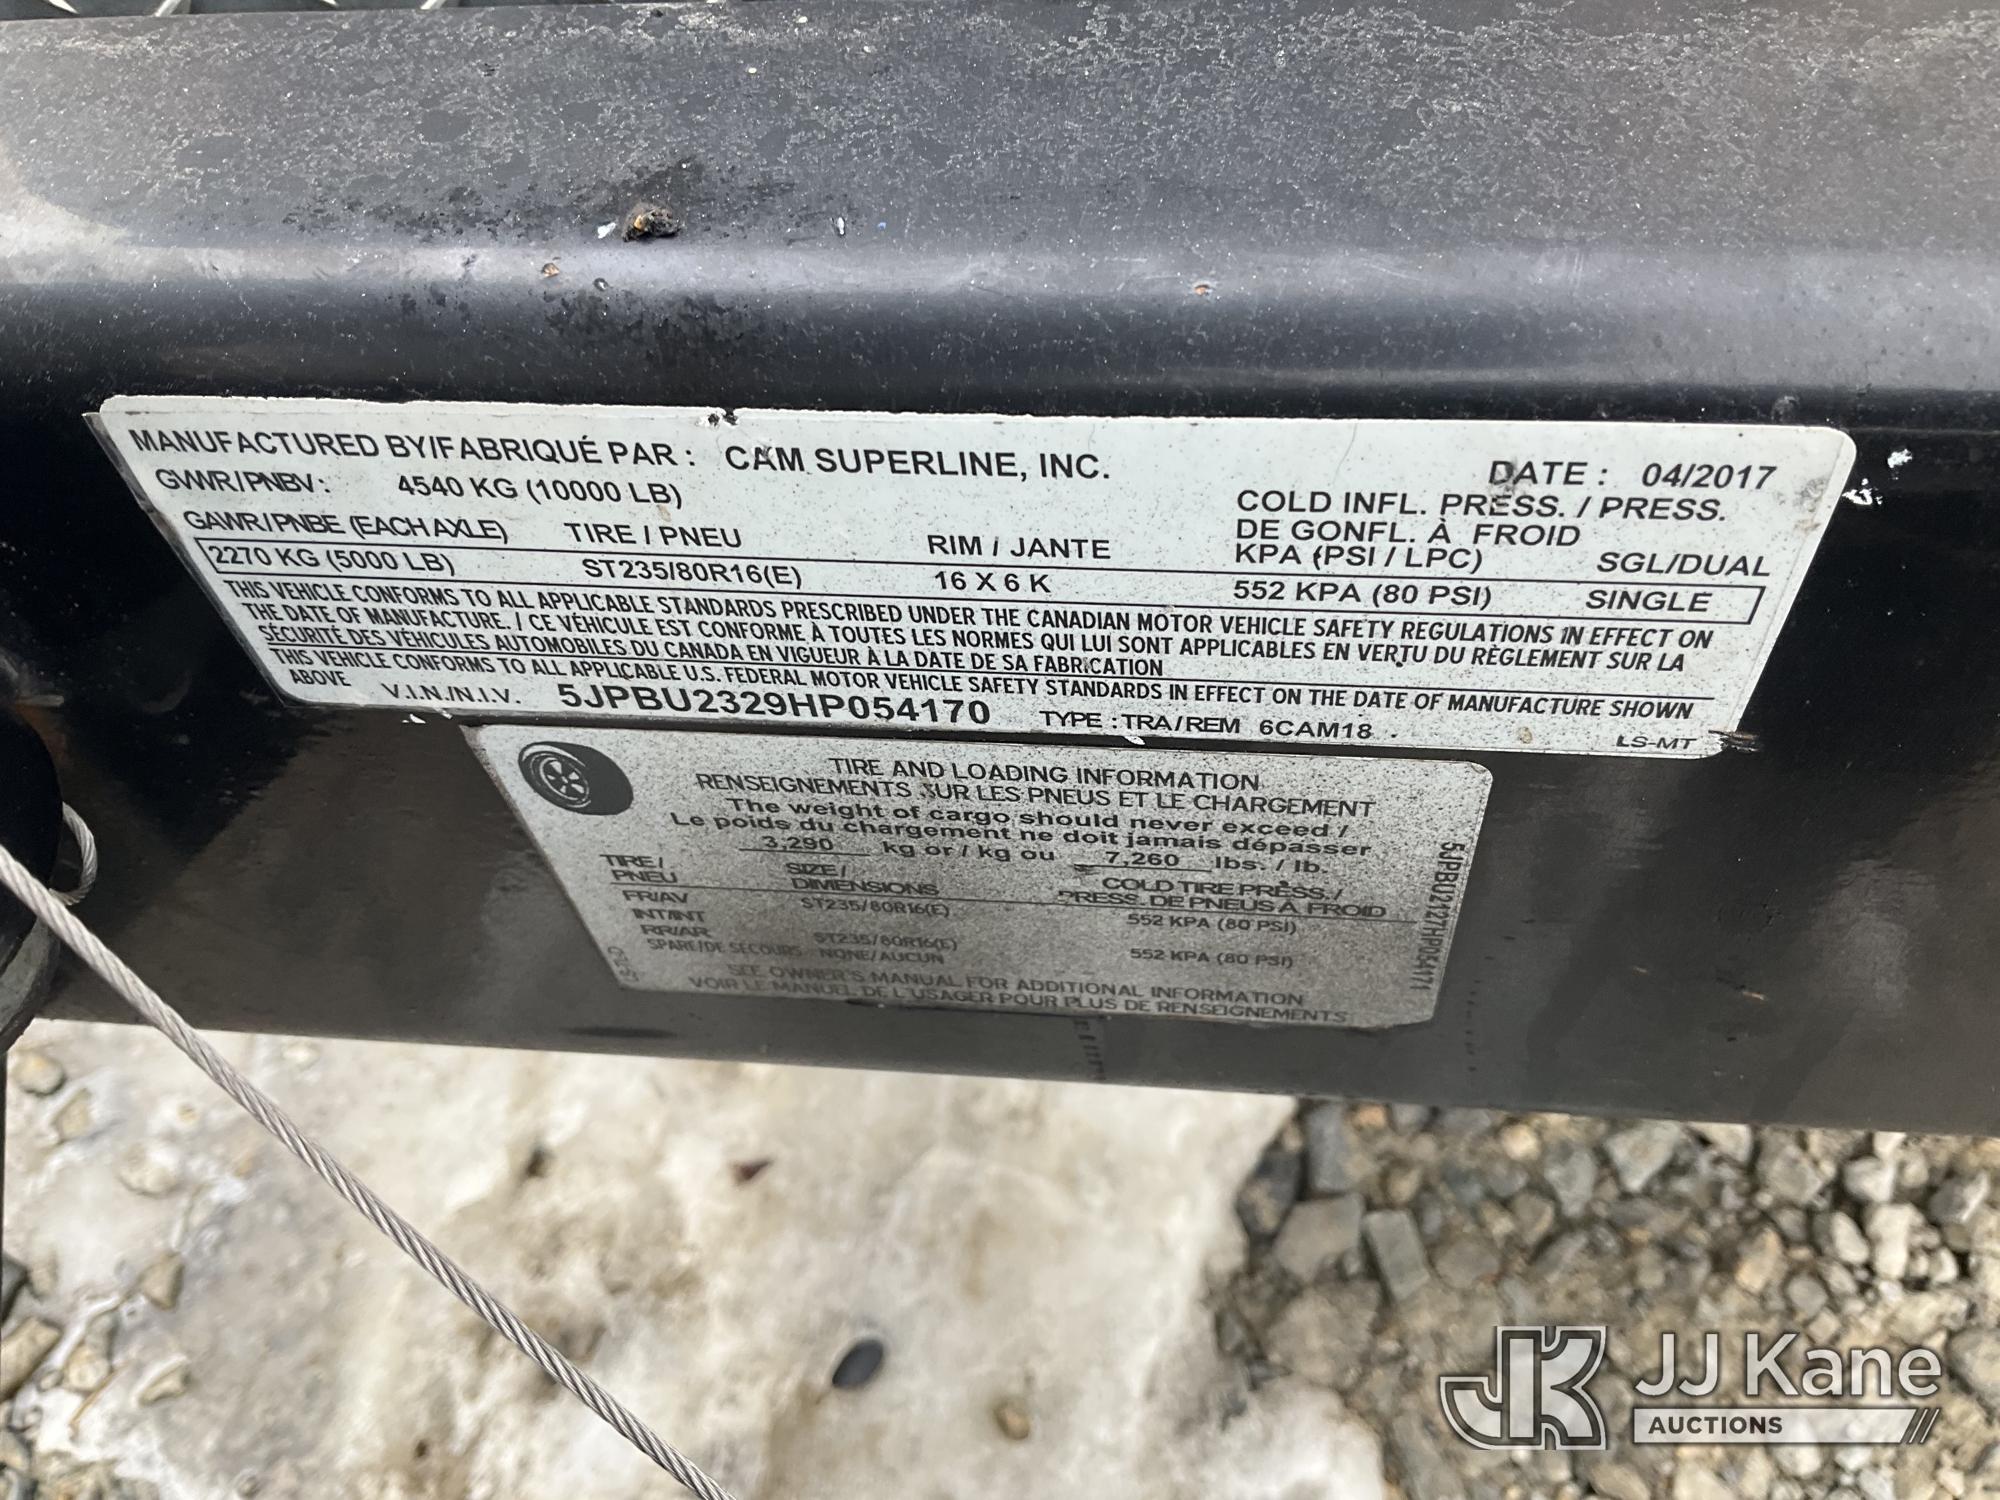 MANUFACTURED BY/FABRIQUÉ PAR : CAM SUPERLINE, INC. DATE : 04/2017
GVWR/PNBV : 4540 KG (10000 LB)
GAWR/PNBE (EACH AXLE) TIRE / PNEU RIM / JANTE COLD INFL. PRESS. / PRESS. DE GONFL. À FROID KPA (PSI / LPC) SGL/DUAL
2270 KG (5000 LB) ST235/80R16(E) 16 X 6 K 552 KPA (80 PSI) SINGLE
THIS VEHICLE CONFORMS TO ALL APPLICABLE STANDARDS PRESCRIBED UNDER THE CANADIAN MOTOR VEHICLE SAFETY REGULATIONS IN EFFECT ON
THE DATE OF MANUFACTURE. / CE VÉHICULE EST CONFORME À TOUTES LES NORMES QUI LUI SONT APPLICABLES EN VERTU DU RÈGLEMENT SUR LA
SÉCURITÉ DES VÉHICULES AUTOMOBILES DU CANADA EN VIGUEUR À LA DATE DE SA FABRICATION
THIS VEHICLE CONFORMS TO ALL APPLICABLE U.S. FEDERAL MOTOR VEHICLE SAFETY STANDARDS IN EFFECT ON THE DATE OF MANUFACTURE SHOWN
ABOVE V.I.N./N.I.V. 5JPBU2329HP054170 TYPE : TRA/REM 6CAM18 LS-MT
TIRE AND LOADING INFORMATION
RENSEIGNEMENTS SUR LES PNEUS ET LE CHARGEMENT
The weight of cargo should never exceed /
Le poids du chargement ne doit jamais dépasser
3,290 kg or / kg ou 7,260 lbs. / lb.
TIRE / PNEU SIZE / DIMENSIONS COLD TIRE PRESS. / PRESS. DE PNEUS À FROID
FR/AV ST235/80R16(E) 552 KPA (80 PSI)
INT/INT
RR/AR ST235/80R16(E) 552 KPA (80 PSI)
SPARE/DE SECOURS NONE/AUCUN
SEE OWNER'S MANUAL FOR ADDITIONAL INFORMATION
VOIR LE MANUEL DE L'USAGER POUR PLUS DE RENSEIGNEMENTS
5JPBU2127HP054171
JK JJ Kane
AUCTIONS